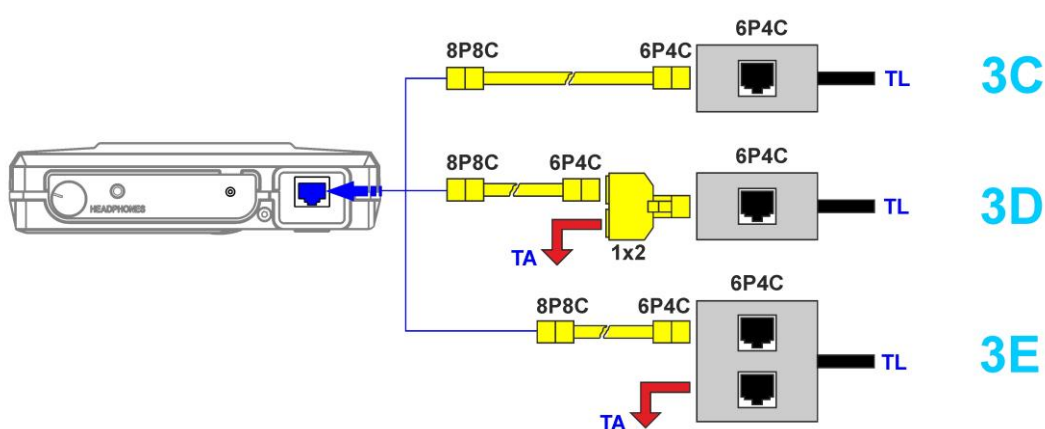 6P4C
8P8C 6P4C
TL 3C
HEADPHONES
8P8C 6P4C 6P4C
TL 3D
TA 1x2
6P4C
8P8C 6P4C
TL 3E
TA